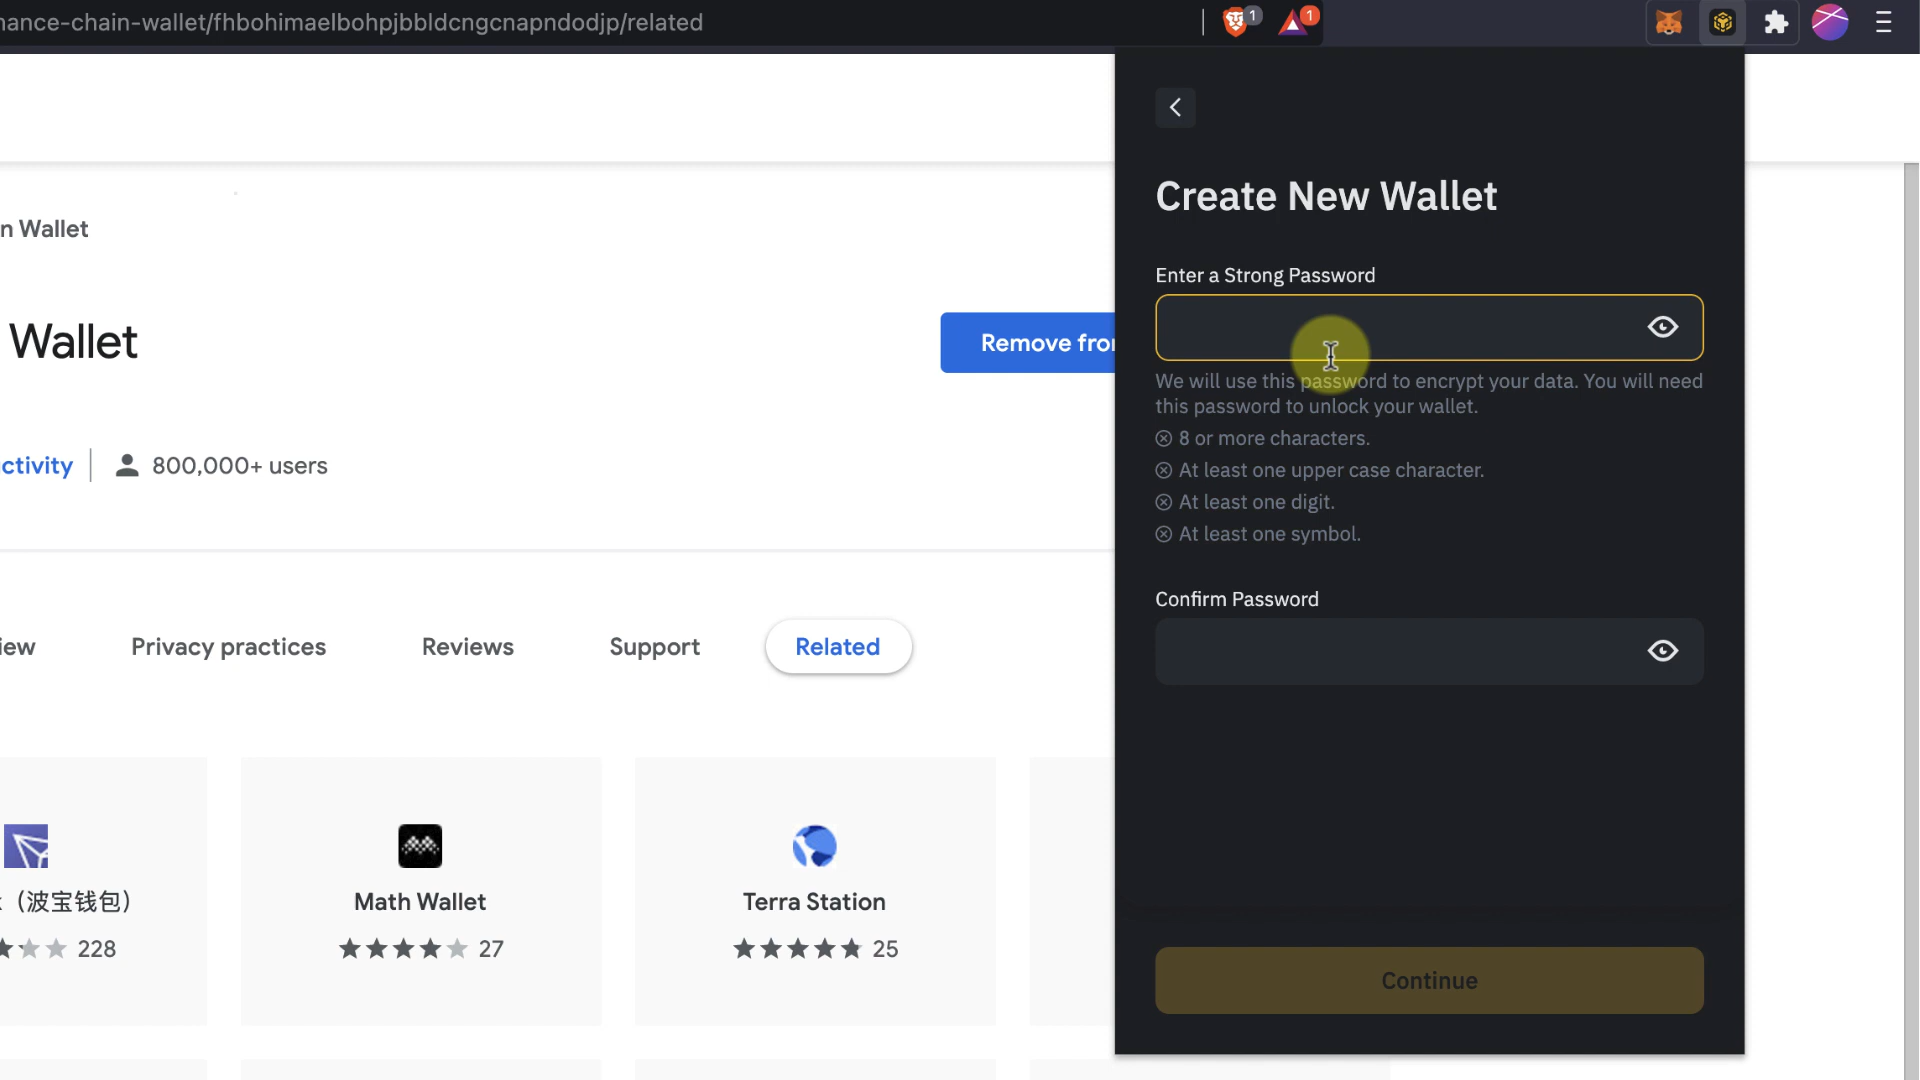 nance-chain-wallet/fhbohimaelbohpjbbldcngcnapndodjp/related
1
1
n Wallet
Wallet
Remove fror
ctivity
800,000+ users
iew
Privacy practices
Reviews
Support
Related
(波宝钱包)
228
Math Wallet
27
Terra Station
25
Create New Wallet
Enter a Strong Password
We will use this password to encrypt your data. You will need
this password to unlock your wallet.
8 or more characters.
At least one upper case character.
At least one digit.
At least one symbol.
Confirm Password
Continue